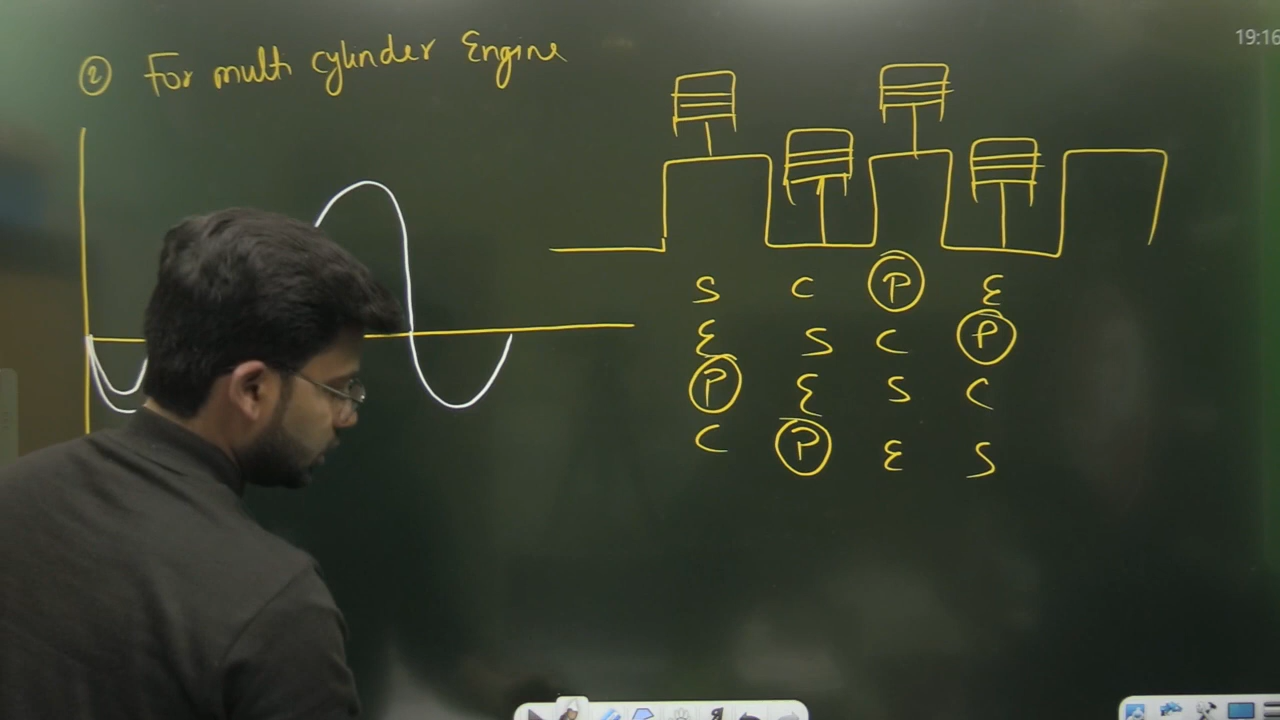 ② For multi cylinder Engine
19:16
S C P E
E S C P
P E S C
C P E S